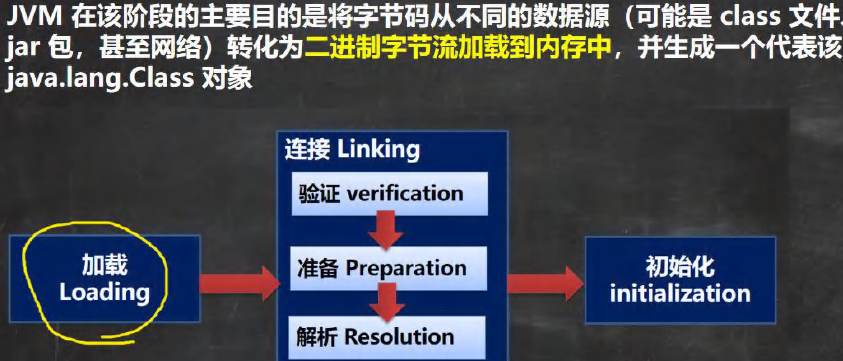 JVM 在该阶段的主要目的是将字节码从不同的数据源（可能是 class 文件、
jar 包，甚至网络）转化为二进制字节流加载到内存中，并生成一个代表该
java.lang.Class 对象
连接 Linking
验证 verification
准备 Preparation
解析 Resolution
加载
Loading
初始化
initialization